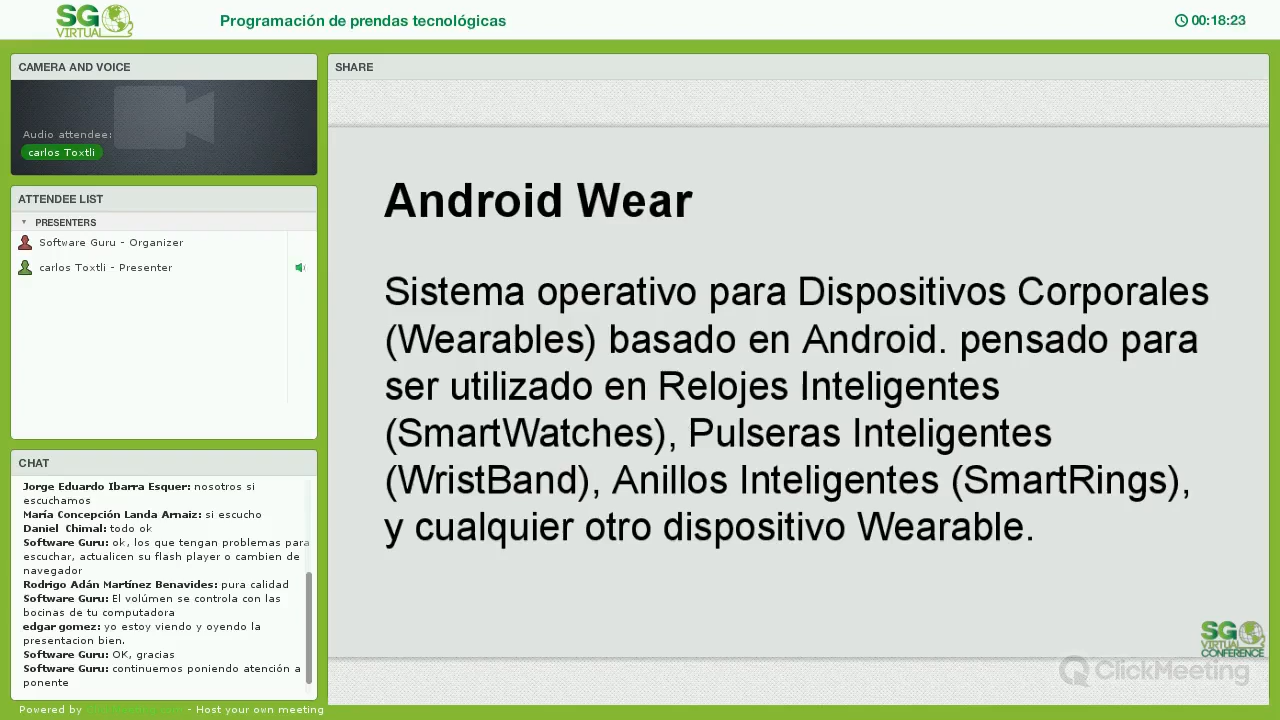 SG
VIRTUAL
Programación de prendas tecnológicas
00:18:23
CAMERA AND VOICE
Audio attendee:
carlos Toxtli
ATTENDEE LIST
PRESENTERS
Software Guru - Organizer
carlos Toxtli - Presenter
CHAT
Jorge Eduardo Ibarra Esquer: nosotros si
escuchamos
María Concepción Landa Arnaiz: si escucho
Daniel Chimal: todo ok
Software Guru: ok, los que tengan problemas para
escuchar, actualicen su flash player o cambien de
navegador
Rodrigo Adán Martínez Benavides: pura calidad
Software Guru: El volúmen se controla con las
bocinas de tu computadora
edgar gomez: yo estoy viendo y oyendo la
presentacion bien.
Software Guru: OK, gracias
Software Guru: continuemos poniendo atención a
ponente
Powered by - Host your own meeting
SHARE
Android Wear
Sistema operativo para Dispositivos Corporales
(Wearables) basado en Android. pensado para
ser utilizado en Relojes Inteligentes
(SmartWatches), Pulseras Inteligentes
(WristBand), Anillos Inteligentes (SmartRings),
y cualquier otro dispositivo Wearable.
SG
VIRTUAL
CONFERENCE
ClickMeeting